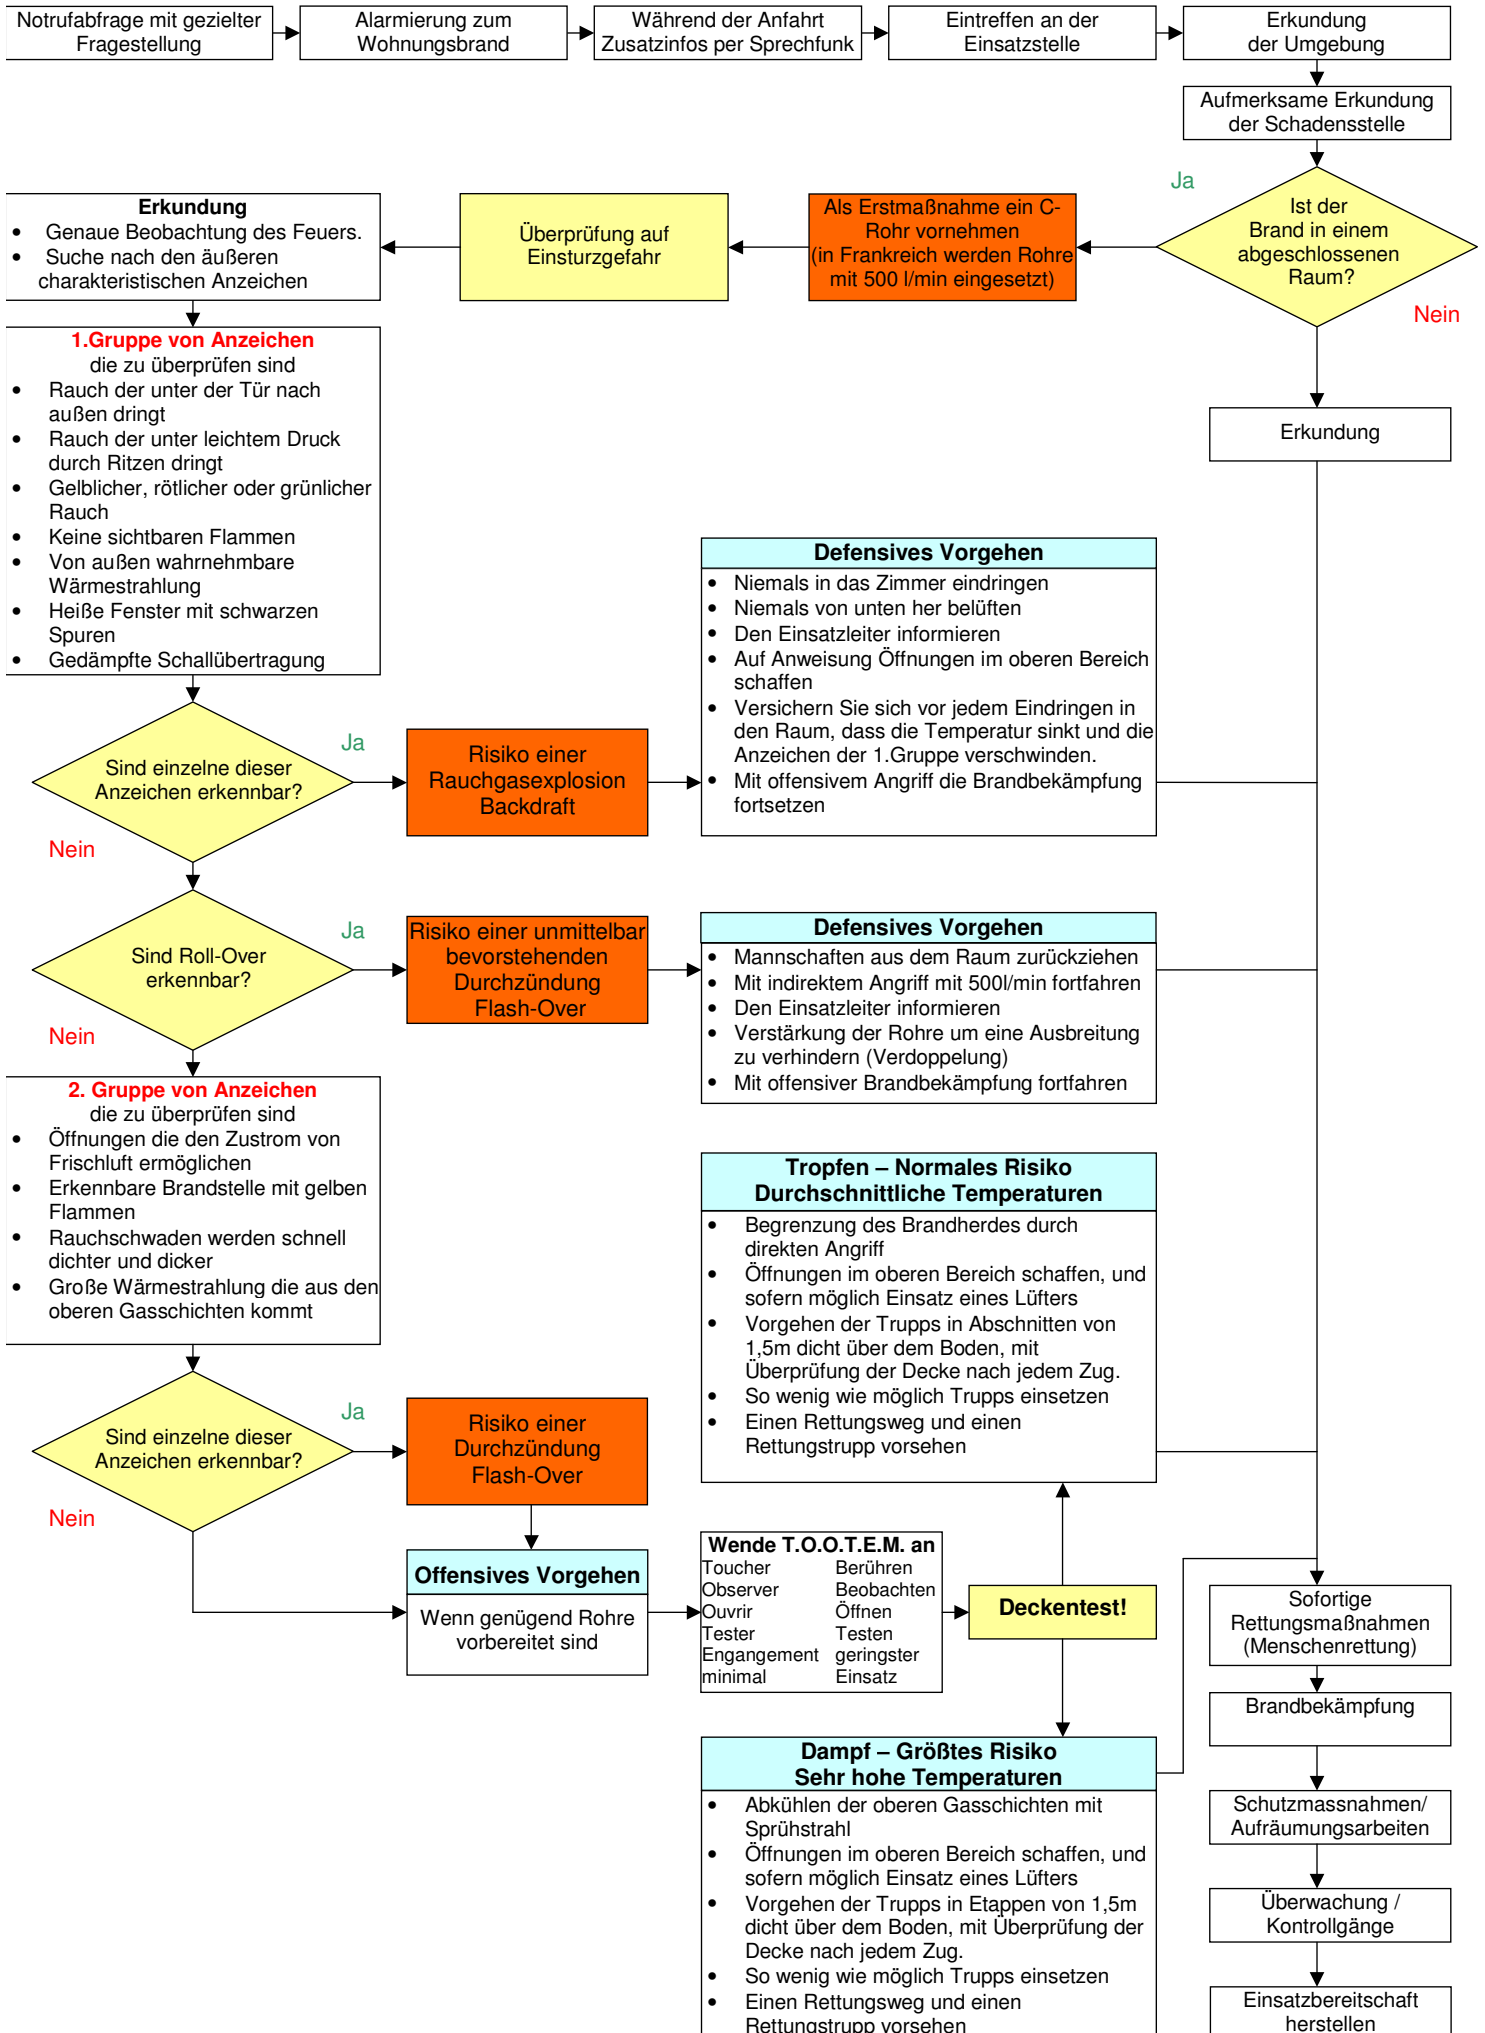 Notrufabfrage mit gezielter
Fragestellung
Alarmierung zum
Wohnungsbrand
Während der Anfahrt
Zusatzinfos per Sprechfunk
Eintreffen an der
Einsatzstelle
Erkundung
der Umgebung
Aufmerksame Erkundung
der Schadensstelle
Ist der
Brand in einem
abgeschlossenen
Raum?
Ja
Nein
Als Erstmaßnahme ein C-
Rohr vornehmen
(in Frankreich werden Rohre
mit 500 l/min eingesetzt)
Überprüfung auf
Einsturzgefahr
Erkundung
• Genaue Beobachtung des Feuers.
• Suche nach den äußeren
charakteristischen Anzeichen
1.Gruppe von Anzeichen
die zu überprüfen sind
• Rauch der unter der Tür nach
außen dringt
• Rauch der unter leichtem Druck
durch Ritzen dringt
• Gelblicher, rötlicher oder grünlicher
Rauch
• Keine sichtbaren Flammen
• Von außen wahrnehmbare
Wärmestrahlung
• Heiße Fenster mit schwarzen
Spuren
• Gedämpfte Schallübertragung
Erkundung
Sind einzelne dieser
Anzeichen erkennbar?
Ja
Nein
Risiko einer
Rauchgasexplosion
Backdraft
Defensives Vorgehen
• Niemals in das Zimmer eindringen
• Niemals von unten her belüften
• Den Einsatzleiter informieren
• Auf Anweisung Öffnungen im oberen Bereich
schaffen
• Versichern Sie sich vor jedem Eindringen in
den Raum, dass die Temperatur sinkt und die
Anzeichen der 1.Gruppe verschwinden.
• Mit offensivem Angriff die Brandbekämpfung
fortsetzen
Sind Roll-Over
erkennbar?
Ja
Nein
Risiko einer unmittelbar
bevorstehenden
Durchzündung
Flash-Over
Defensives Vorgehen
• Mannschaften aus dem Raum zurückziehen
• Mit indirektem Angriff mit 500l/min fortfahren
• Den Einsatzleiter informieren
• Verstärkung der Rohre um eine Ausbreitung
zu verhindern (Verdoppelung)
• Mit offensiver Brandbekämpfung fortfahren
2. Gruppe von Anzeichen
die zu überprüfen sind
• Öffnungen die den Zustrom von
Frischluft ermöglichen
• Erkennbare Brandstelle mit gelben
Flammen
• Rauchschwaden werden schnell
dichter und dicker
• Große Wärmestrahlung die aus den
oberen Gasschichten kommt
Sind einzelne dieser
Anzeichen erkennbar?
Ja
Nein
Risiko einer
Durchzündung
Flash-Over
Offensives Vorgehen
Wenn genügend Rohre
vorbereitet sind
Wende T.O.O.T.E.M. an
Toucher Berühren
Observer Beobachten
Ouvrir Öffnen
Tester Testen
Engangement geringster
minimal Einsatz
Deckentest!
Tropfen – Normales Risiko
Durchschnittliche Temperaturen
• Begrenzung des Brandherdes durch
direkten Angriff
• Öffnungen im oberen Bereich schaffen, und
sofern möglich Einsatz eines Lüfters
• Vorgehen der Trupps in Abschnitten von
1,5m dicht über dem Boden, mit
Überprüfung der Decke nach jedem Zug.
• So wenig wie möglich Trupps einsetzen
• Einen Rettungsweg und einen
Rettungstrupp vorsehen
Dampf – Größtes Risiko
Sehr hohe Temperaturen
• Abkühlen der oberen Gasschichten mit
Sprühstrahl
• Öffnungen im oberen Bereich schaffen, und
sofern möglich Einsatz eines Lüfters
• Vorgehen der Trupps in Etappen von 1,5m
dicht über dem Boden, mit Überprüfung der
Decke nach jedem Zug.
• So wenig wie möglich Trupps einsetzen
• Einen Rettungsweg und einen
Rettungstrupp vorsehen
Sofortige
Rettungsmaßnahmen
(Menschenrettung)
Brandbekämpfung
Schutzmassnahmen/
Aufräumungsarbeiten
Überwachung /
Kontrollgänge
Einsatzbereitschaft
herstellen